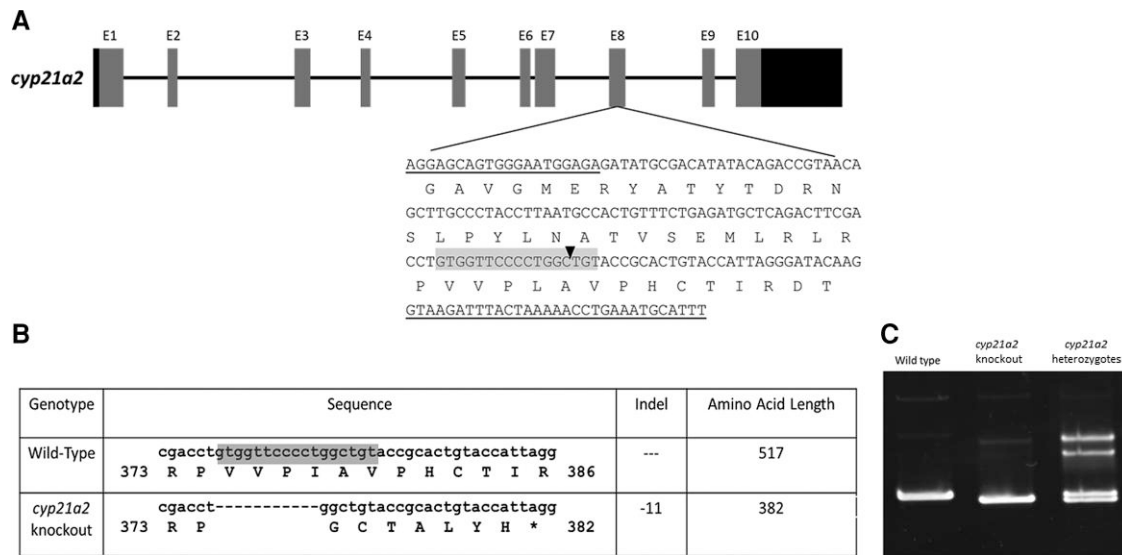 A
E1 E2 E3 E4 E5 E6 E7 E8 E9 E10
cyp21a2
AGGAGCAGTGGGAATGGAGAGATATGCGACATATACAGACCGTAACA
G A V G M E R Y A T Y T D R N
GCTTGCCCTACCTTAATGCCACTGTTTCTGAGATGCTCAGACTTCGA
S L P Y L N A T V S E M L R L R
CCTGTGGTTCCCCTGGCTGTACCGCACTGTACCATTAGGGATACAAG
P V V P L A V P H C T I R D T
GTAAGATTTACTAAAAACCTGAAATGCATTT
B
Genotype Sequence Indel Amino Acid Length
Wild-Type
cgacctgtggttcccctggctgtaccgcactgtaccattagg
373 R P V V P I A V P H C T I R 386
--- 517
cyp21a2
knockout
cgacct-----------ggctgtaccgcactgtaccattagg
373 R P G C T A L Y H * 382
-11 382
C
Wild type
cyp21a2
knockout
cyp21a2
heterozygotes